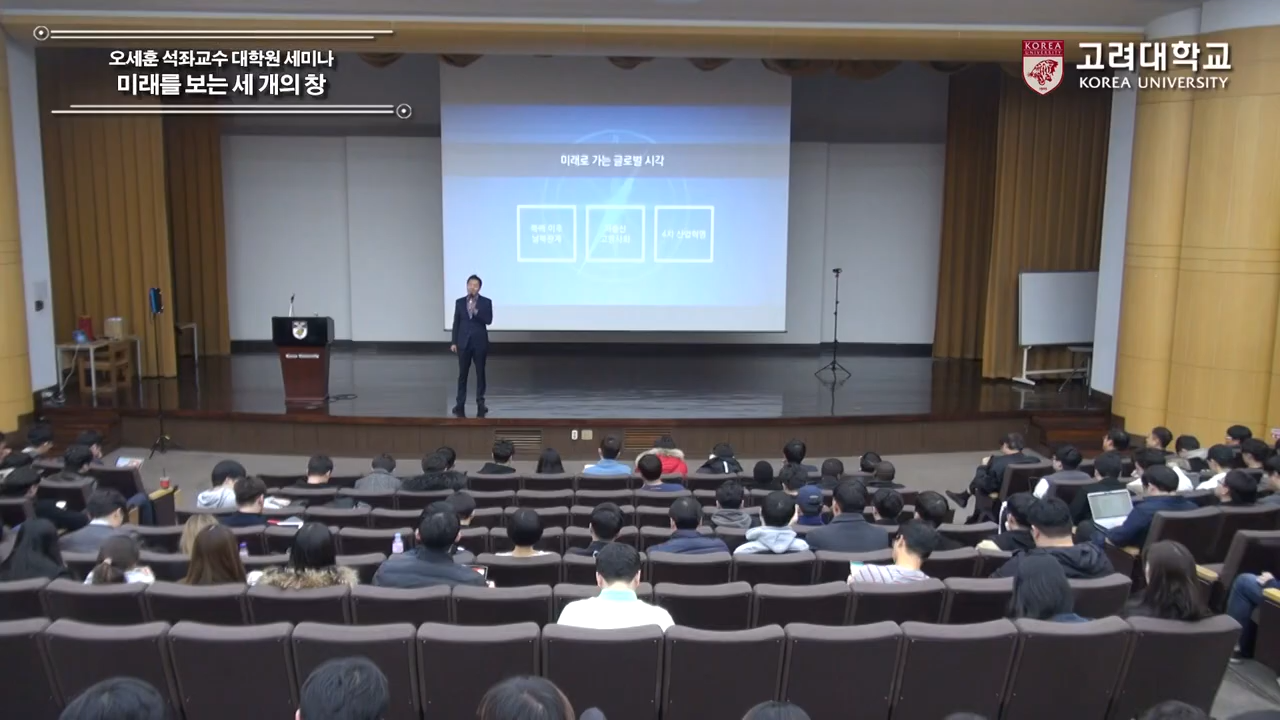 오세훈 석좌교수 대학원 세미나
미래를 보는 세 개의 창
KOREA
UNIVERSITY
고려대학교
KOREA UNIVERSITY
미래로 가는 글로벌 시각
4차 산업혁명
Korea University